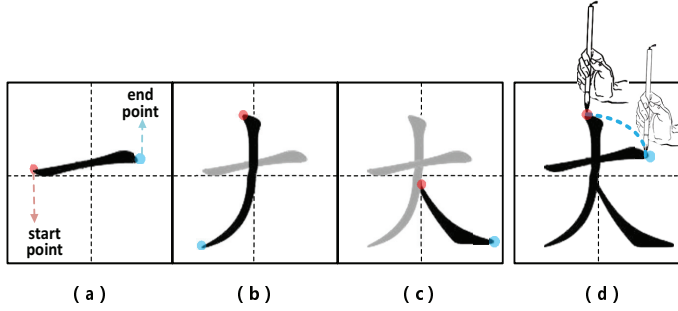 end
point
start
point
大
(a)
(b)
(c)
(d)